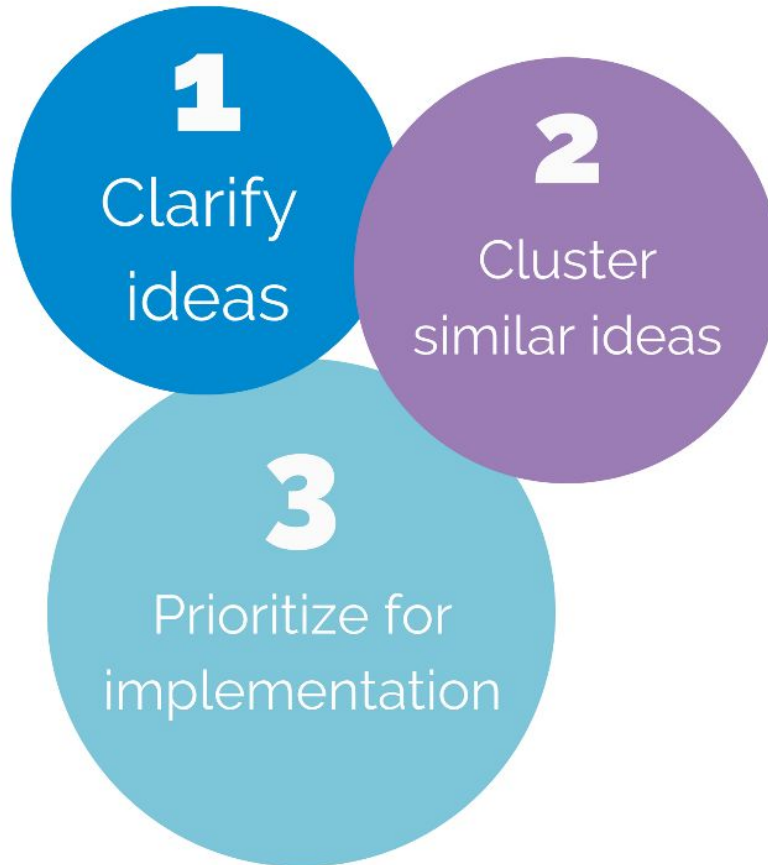 1
Clarify
ideas
2
Cluster
similar ideas
3
Prioritize for
implementation